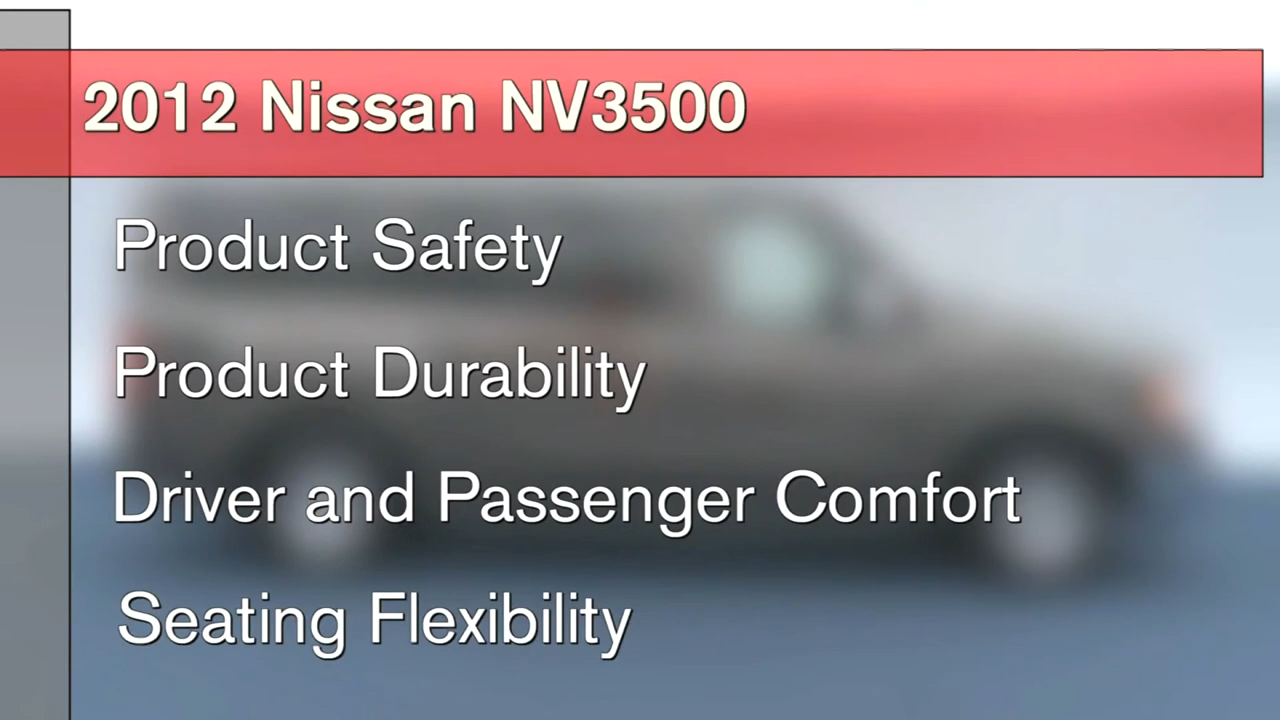 2012 Nissan NV3500
Product Safety
Product Durability
Driver and Passenger Comfort
Seating Flexibility